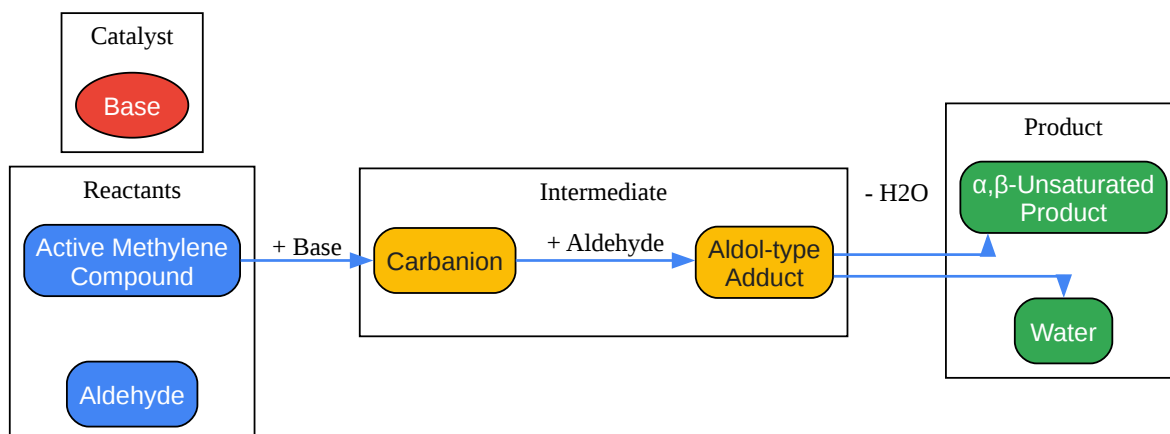 Catalyst
Base
Reactants
Active Methylene
Compound
Aldehyde
+ Base
Intermediate
Carbanion
+ Aldehyde
Aldol-type
Adduct
- H2O
Product
α,β-Unsaturated
Product
Water